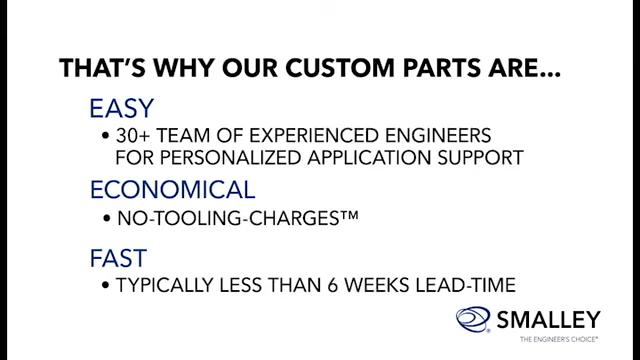 THAT'S WHY OUR CUSTOM PARTS ARE...
EASY
• 30+ TEAM OF EXPERIENCED ENGINEERS
FOR PERSONALIZED APPLICATION SUPPORT
ECONOMICAL
• NO-TOOLING-CHARGES™
FAST
• TYPICALLY LESS THAN 6 WEEKS LEAD-TIME
SMALLEY
THE ENGINEER'S CHOICE®